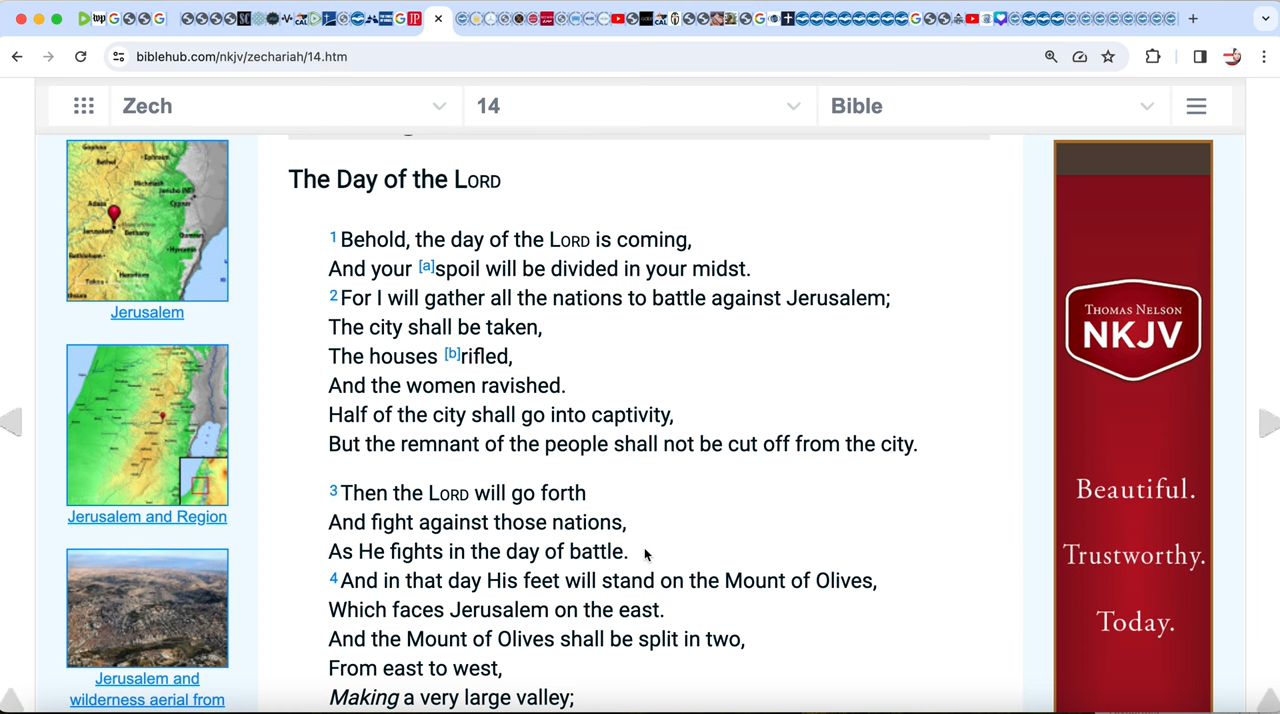 biblehub.com/nkjv/zechariah/14.htm
Zech
14
Bible
The Day of the LORD
1 Behold, the day of the LORD is coming,
And your [a]spoil will be divided in your midst.
2 For I will gather all the nations to battle against Jerusalem;
The city shall be taken,
The houses [b]rifled,
And the women ravished.
Half of the city shall go into captivity,
But the remnant of the people shall not be cut off from the city.
3 Then the LORD will go forth
And fight against those nations,
As He fights in the day of battle.
4 And in that day His feet will stand on the Mount of Olives,
Which faces Jerusalem on the east.
And the Mount of Olives shall be split in two,
From east to west,
Making a very large valley;
Jerusalem
Jerusalem and Region
Jerusalem and
wilderness aerial from
THOMAS NELSON
NKJV
Beautiful.
Trustworthy.
Today.